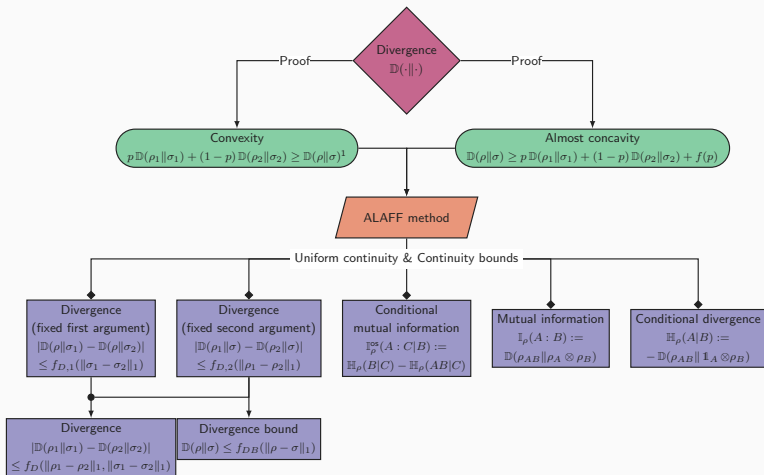 Divergence
𝔻(·∥·)
Proof
Proof
Convexity
p 𝔻(ρ₁∥σ₁) + (1 − p) 𝔻(ρ₂∥σ₂) ≥ 𝔻(ρ∥σ)¹
Almost concavity
𝔻(ρ∥σ) ≥ p 𝔻(ρ₁∥σ₁) + (1 − p) 𝔻(ρ₂∥σ₂) + f(p)
ALAFF method
Uniform continuity & Continuity bounds
Divergence
(fixed first argument)
|𝔻(ρ∥σ₁) − 𝔻(ρ∥σ₂)|
≤ f_{D,1}(∥σ₁ − σ₂∥₁)
Divergence
(fixed second argument)
|𝔻(ρ₁∥σ) − 𝔻(ρ₂∥σ)|
≤ f_{D,2}(∥ρ₁ − ρ₂∥₁)
Conditional
mutual information
𝕀ᵒˢ_ρ(A : C|B) :=
ℍ_ρ(B|C) − ℍ_ρ(AB|C)
Mutual information
𝕀_ρ(A : B) :=
𝔻(ρ_{AB}∥ρ_A ⊗ ρ_B)
Conditional divergence
ℍ_ρ(A|B) :=
− 𝔻(ρ_{AB}∥ 𝟙_A ⊗ρ_B)
Divergence
|𝔻(ρ₁∥σ₁) − 𝔻(ρ₂∥σ₂)|
≤ f_D(∥ρ₁ − ρ₂∥₁, ∥σ₁ − σ₂∥₁)
Divergence bound
𝔻(ρ∥σ) ≤ f_{DB}(∥ρ − σ∥₁)